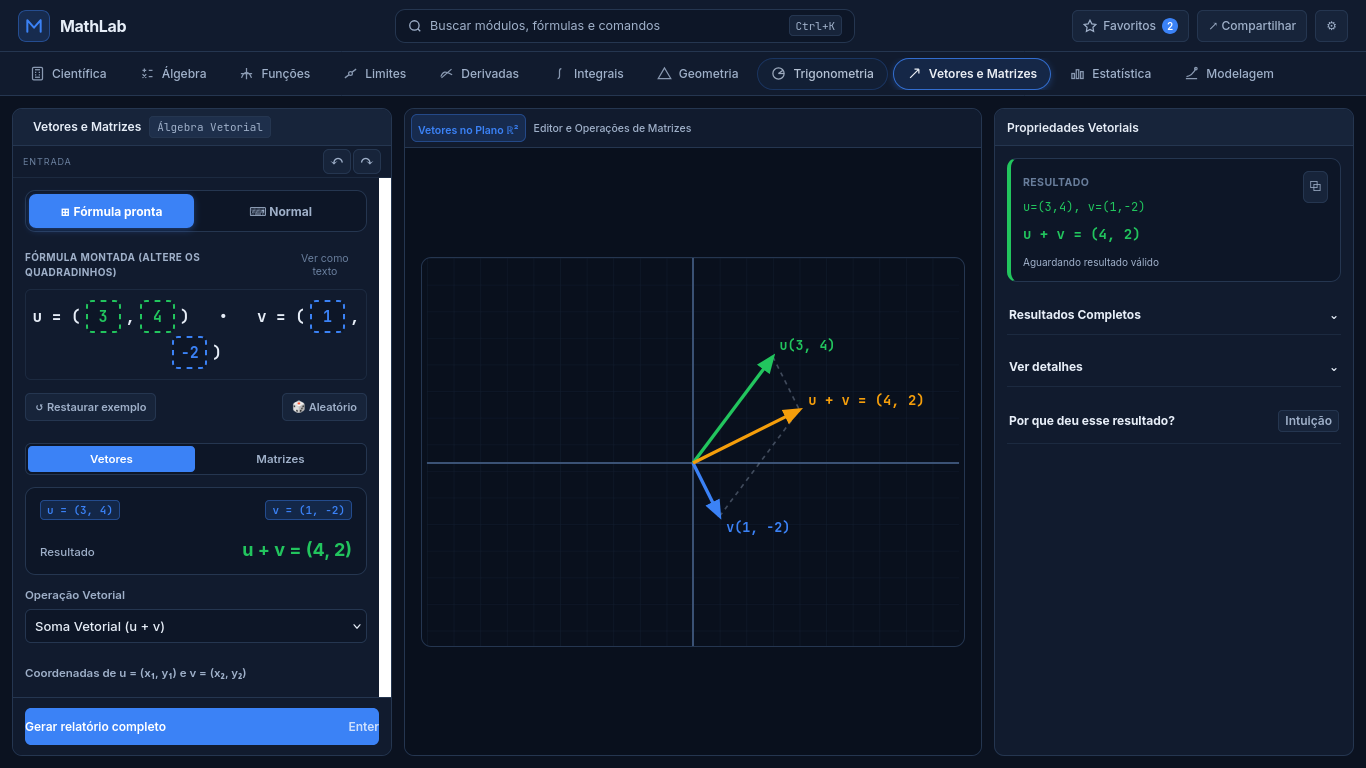 MathLab
Buscar módulos, fórmulas e comandos
Ctrl+K
Favoritos 2
Compartilhar
Científica
Álgebra
Funções
Limites
Derivadas
Integrais
Geometria
Trigonometria
Vetores e Matrizes
Estatística
Modelagem
Vetores e Matrizes
Álgebra Vetorial
ENTRADA
Fórmula pronta
Normal
FÓRMULA MONTADA (ALTERE OS
QUADRADINHOS)
Ver como
texto
u = ( 3 , 4 ) • v = ( 1 ,
-2 )
↺ Restaurar exemplo
🎲 Aleatório
Vetores
Matrizes
u = (3, 4)
v = (1, -2)
Resultado
u + v = (4, 2)
Operação Vetorial
Soma Vetorial (u + v)
Coordenadas de u = (x₁, y₁) e v = (x₂, y₂)
Gerar relatório completo
Enter
Vetores no Plano ℝ²
Editor e Operações de Matrizes
u(3, 4)
u + v = (4, 2)
v(1, -2)
Propriedades Vetoriais
RESULTADO
u=(3,4), v=(1,-2)
u + v = (4, 2)
Aguardando resultado válido
Resultados Completos
Ver detalhes
Por que deu esse resultado?
Intuição